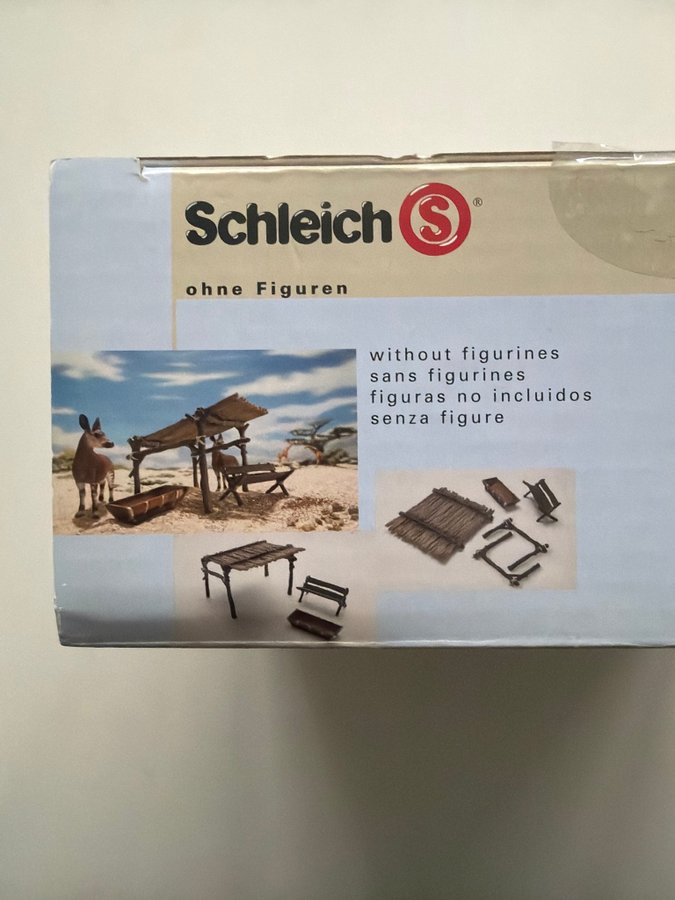 Schleich S ®
ohne Figuren
without figurines
sans figurines
figuras no incluidos
senza figure